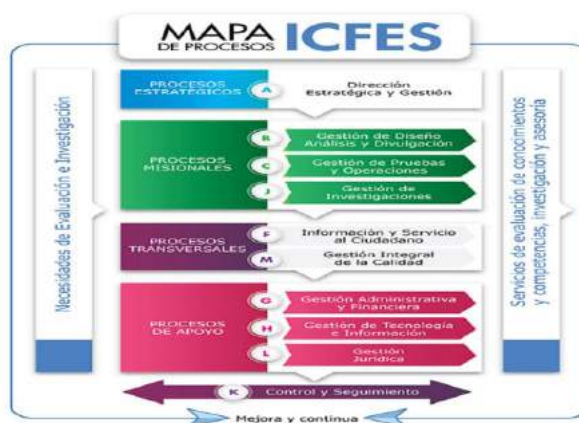 MAPA
DE PROCESOS
ICFES
Necesidades de Evaluación e Investigación
PROCESOS
ESTRATÉGICOS
A
Dirección
Estratégica y Gestión
PROCESOS
MISIONALES
B
Gestión de Diseño
Análisis y Divulgación
C
Gestión de Pruebas
y Operaciones
J
Gestión de
Investigaciones
PROCESOS
TRANSVERSALES
F
Información y Servicio
al Ciudadano
M
Gestión Integral
de la Calidad
PROCESOS
DE APOYO
G
Gestión Administrativa
y Financiera
H
Gestión de Tecnología
e Información
L
Gestión
Jurídica
K
Control y Seguimiento
Mejora y continua
Servicios de evaluación de conocimientos
y competencias, investigación y asesoría